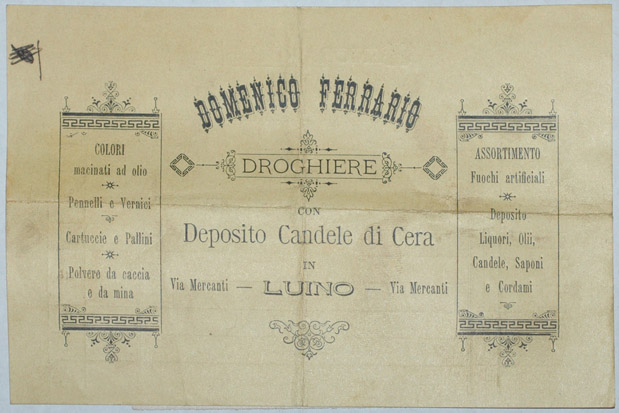 DOMENICO FERRARIO
DROGHIERE
CON
Deposito Candele di Cera
IN
Via Mercanti — LUINO — Via Mercanti
COLORI
macinati ad olio
Pennelli e Vernici
Cartuccie e Pallini
Polvere da caccia
e da mina
ASSORTIMENTO
Fuochi artificiali
Deposito
Liquori, Olii,
Candele, Saponi
e Cordami